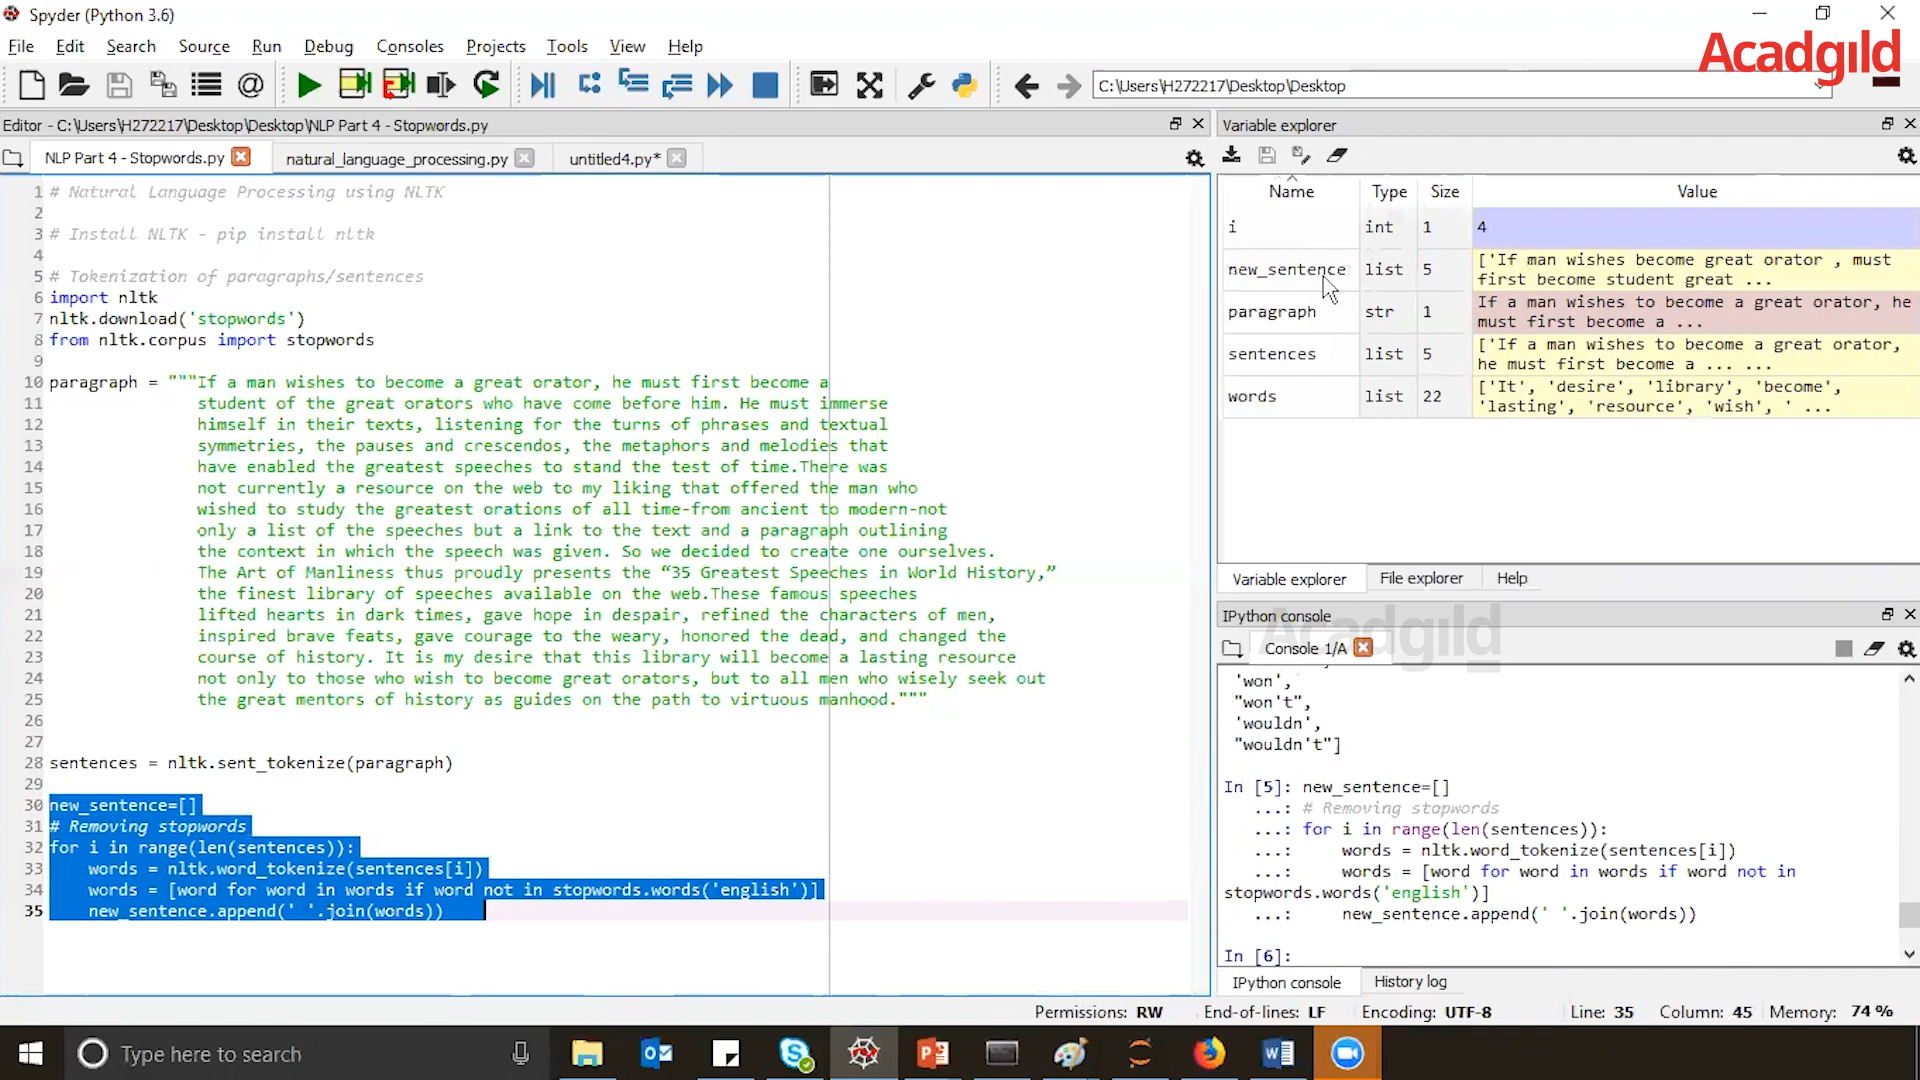 Spyder (Python 3.6)
Acadgild
File Edit Search Source Run Debug Consoles Projects Tools View Help
C:\Users\H272217\Desktop\Desktop
Editor - C:\Users\H272217\Desktop\Desktop\NLP Part 4 - Stopwords.py
NLP Part 4 - Stopwords.py natural_language_processing.py untitled4.py*
1 # Natural Language Processing using NLTK
2
3 # Install NLTK - pip install nltk
4
5 # Tokenization of paragraphs/sentences
6 import nltk
7 nltk.download('stopwords')
8 from nltk.corpus import stopwords
9
10 paragraph = """If a man wishes to become a great orator, he must first become a
11 student of the great orators who have come before him. He must immerse
12 himself in their texts, listening for the turns of phrases and textual
13 symmetries, the pauses and crescendos, the metaphors and melodies that
14 have enabled the greatest speeches to stand the test of time.There was
15 not currently a resource on the web to my liking that offered the man who
16 wished to study the greatest orations of all time-from ancient to modern-not
17 only a list of the speeches but a link to the text and a paragraph outlining
18 the context in which the speech was given. So we decided to create one ourselves.
19 The Art of Manliness thus proudly presents the “35 Greatest Speeches in World History,”
20 the finest library of speeches available on the web.These famous speeches
21 lifted hearts in dark times, gave hope in despair, refined the characters of men,
22 inspired brave feats, gave courage to the weary, honored the dead, and changed the
23 course of history. It is my desire that this library will become a lasting resource
24 not only to those who wish to become great orators, but to all men who wisely seek out
25 the great mentors of history as guides on the path to virtuous manhood."""
26
27
28 sentences = nltk.sent_tokenize(paragraph)
29
30 new_sentence=[]
31 # Removing stopwords
32 for i in range(len(sentences)):
33 words = nltk.word_tokenize(sentences[i])
34 words = [word for word in words if word not in stopwords.words('english')]
35 new_sentence.append(' '.join(words))
Variable explorer
Name Type Size Value
i int 1 4
new_sentence list 5 ['If man wishes become great orator , must
first become student great ...
paragraph str 1 If a man wishes to become a great orator, he
must first become a ...
sentences list 5 ['If a man wishes to become a great orator,
he must first become a ... ...
words list 22 ['It', 'desire', 'library', 'become',
'lasting', 'resource', 'wish', ' ...
Variable explorer File explorer Help
IPython console
Acadgild
Console 1/A
'won',
"won't",
'wouldn',
"wouldn't"]
In [5]: new_sentence=[]
...: # Removing stopwords
...: for i in range(len(sentences)):
...: words = nltk.word_tokenize(sentences[i])
...: words = [word for word in words if word not in
stopwords.words('english')]
...: new_sentence.append(' '.join(words))
In [6]:
IPython console History log
Permissions: RW End-of-lines: LF Encoding: UTF-8 Line: 35 Column: 45 Memory: 74 %
Type here to search